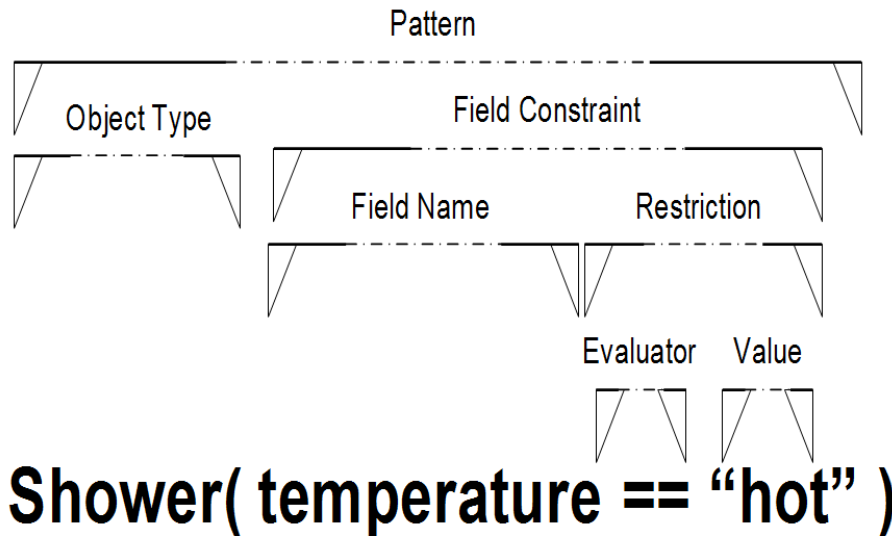 Pattern
Object Type
Field Constraint
Field Name
Restriction
Evaluator
Value
Shower( temperature == “hot” )